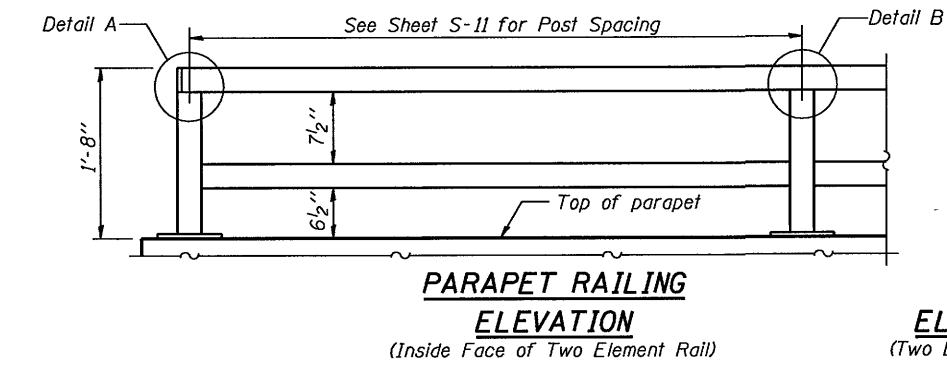 Detail A
See Sheet S-11 for Post Spacing
Detail B
1'-8"
7½"
6½"
Top of parapet
PARAPET RAILING
ELEVATION
(Inside Face of Two Element Rail)
EL
(Two